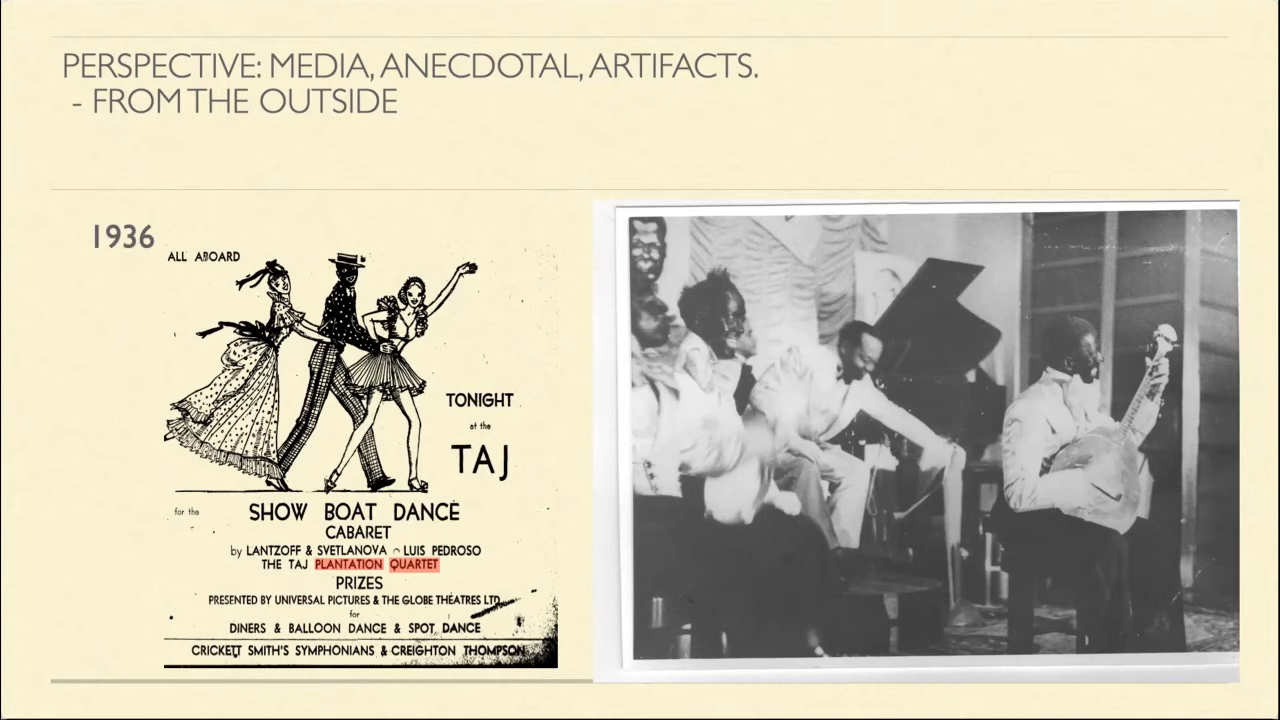 PERSPECTIVE: MEDIA, ANECDOTAL, ARTIFACTS.
- FROM THE OUTSIDE
1936
ALL ABOARD
TONIGHT
at the
TAJ
for the
SHOW BOAT DANCE
CABARET
by LANTZOFF & SVETLANOVA ⌒ LUIS PEDROSO
THE TAJ PLANTATION QUARTET
PRIZES
PRESENTED BY UNIVERSAL PICTURES & THE GLOBE THEATRES LTD.
for
DINERS & BALLOON DANCE & SPOT DANCE
CRICKETT SMITH'S SYMPHONIANS & CREIGHTON THOMPSON